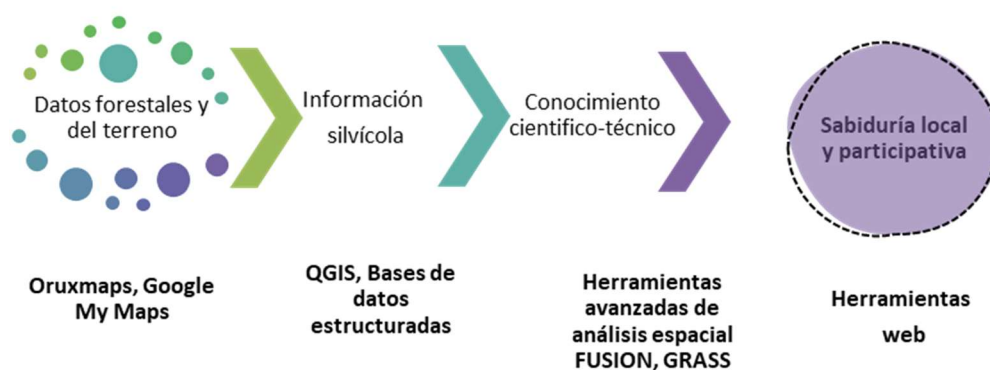 Datos forestales y
del terreno
Información
silvícola
Conocimiento
cientifico-técnico
Sabiduría local
y participativa
Oruxmaps, Google
My Maps
QGIS, Bases de
datos
estructuradas
Herramientas
avanzadas de
análisis espacial
FUSION, GRASS
Herramientas
web